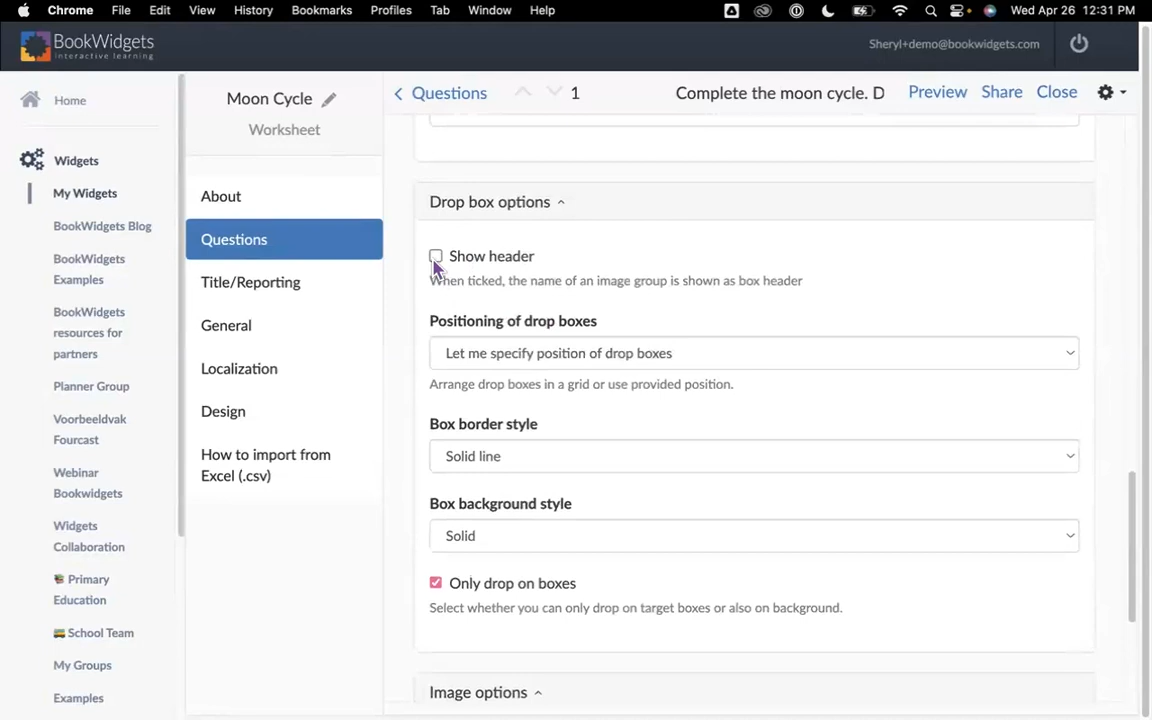 Chrome File Edit View History Bookmarks Profiles Tab Window Help Wed Apr 26 12:31 PM
BookWidgets
interactive learning
Sheryl+demo@bookwidgets.com
Home
Widgets
My Widgets
BookWidgets Blog
BookWidgets
Examples
BookWidgets
resources for
partners
Planner Group
Voorbeeldvak
Fourcast
Webinar
Bookwidgets
Widgets
Collaboration
Primary
Education
School Team
My Groups
Examples
Moon Cycle
Worksheet
About
Questions
Title/Reporting
General
Localization
Design
How to import from
Excel (.csv)
Questions 1 Complete the moon cycle. D Preview Share Close
Drop box options
Show header
When ticked, the name of an image group is shown as box header
Positioning of drop boxes
Let me specify position of drop boxes
Arrange drop boxes in a grid or use provided position.
Box border style
Solid line
Box background style
Solid
Only drop on boxes
Select whether you can only drop on target boxes or also on background.
Image options